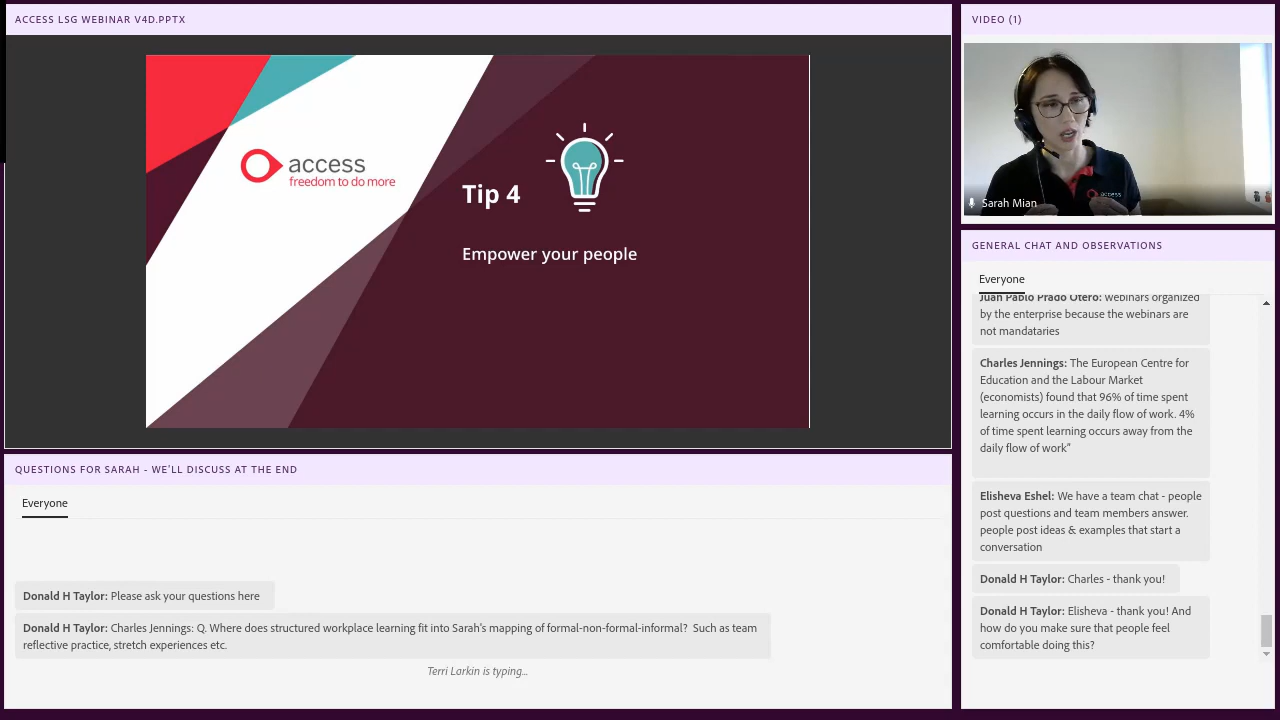 ACCESS LSG WEBINAR V4D.PPTX
access
freedom to do more
Tip 4
Empower your people
VIDEO (1)
access
Sarah Mian
GENERAL CHAT AND OBSERVATIONS
Everyone
Juan Pablo Prado Otero: webinars organized
by the enterprise because the webinars are
not mandataries
Charles Jennings: The European Centre for
Education and the Labour Market
(economists) found that 96% of time spent
learning occurs in the daily flow of work. 4%
of time spent learning occurs away from the
daily flow of work”
Elisheva Eshel: We have a team chat - people
post questions and team members answer.
people post ideas & examples that start a
conversation
Donald H Taylor: Charles - thank you!
Donald H Taylor: Elisheva - thank you! And
how do you make sure that people feel
comfortable doing this?
QUESTIONS FOR SARAH - WE'LL DISCUSS AT THE END
Everyone
Donald H Taylor: Please ask your questions here
Donald H Taylor: Charles Jennings: Q. Where does structured workplace learning fit into Sarah's mapping of formal-non-formal-informal?  Such as team
reflective practice, stretch experiences etc.
Terri Larkin is typing...